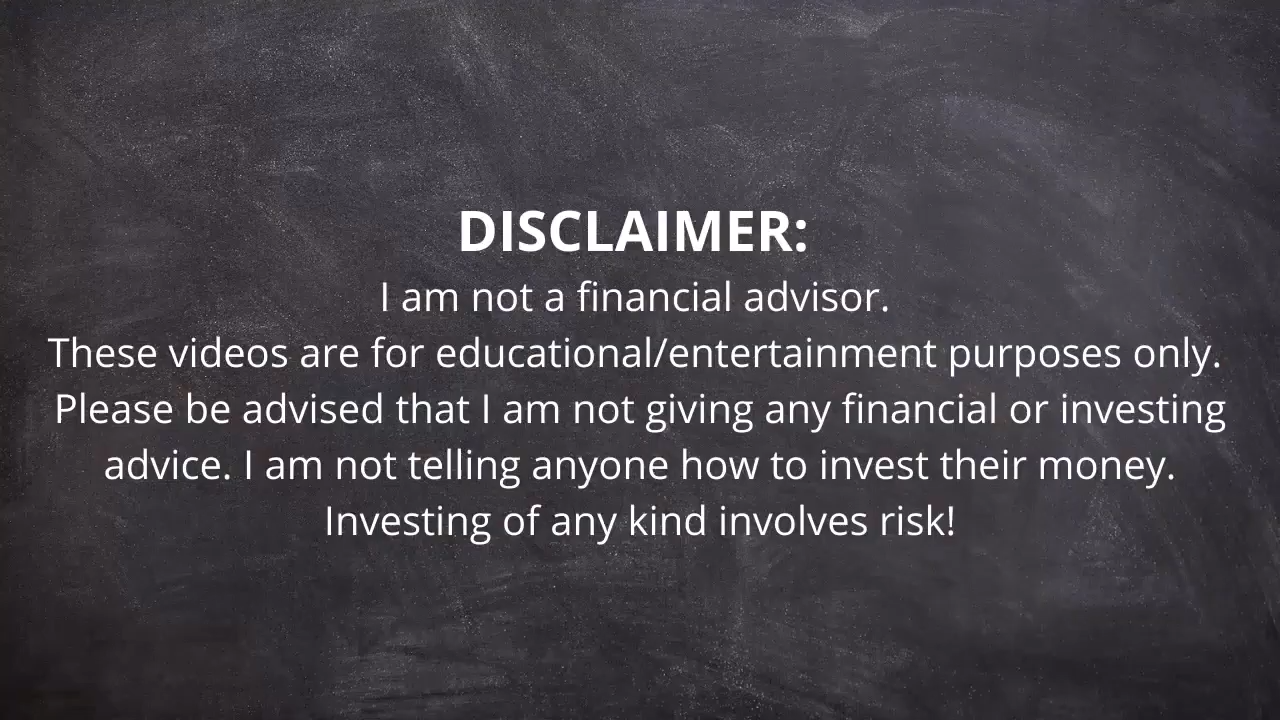 DISCLAIMER:
I am not a financial advisor.
These videos are for educational/entertainment purposes only.
Please be advised that I am not giving any financial or investing
advice. I am not telling anyone how to invest their money.
Investing of any kind involves risk!